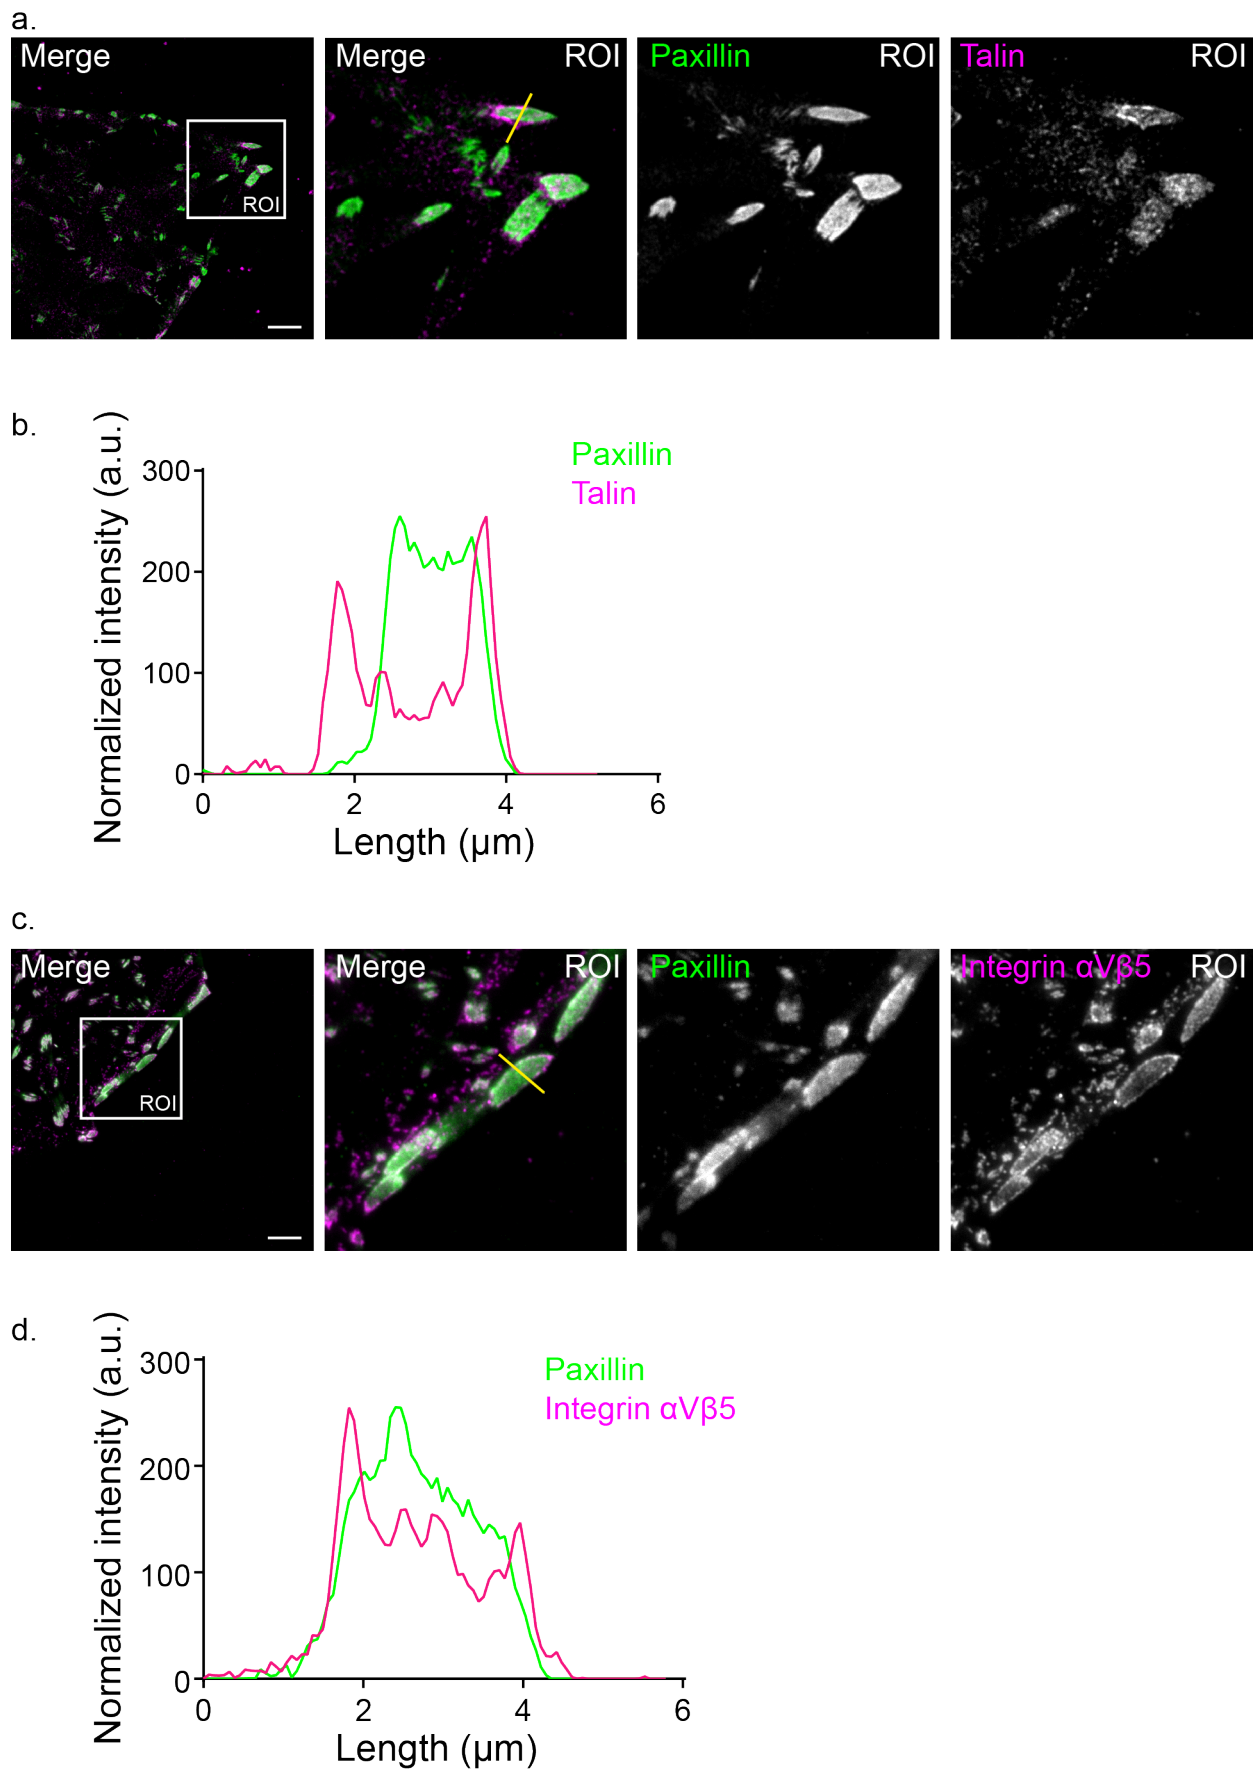 a.
Merge
ROI
Merge ROI
Paxillin ROI
Talin ROI
b.
Normalized intensity (a.u.)
300
200
100
0
0 2 4 6
Length (µm)
Paxillin
Talin
c.
Merge
ROI
Merge ROI
Paxillin
Integrin αVβ5 ROI
d.
Normalized intensity (a.u.)
300
200
100
0
0 2 4 6
Length (µm)
Paxillin
Integrin αVβ5